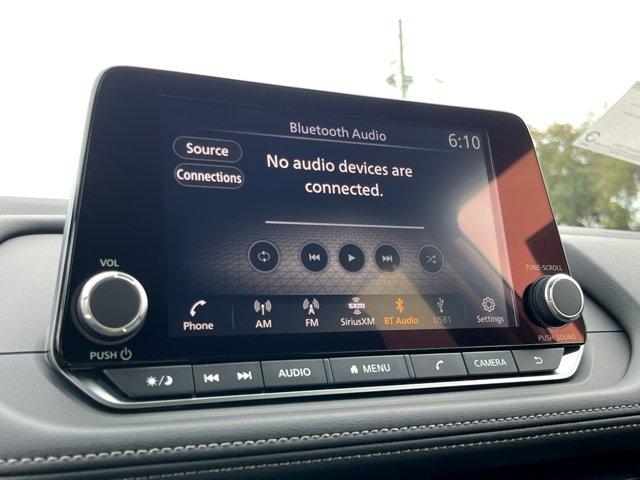 Bluetooth Audio
6:10
Source
Connections
No audio devices are
connected.
VOL
PUSH
TUNE·SCROLL
PUSH·SOUND
Phone
AM
FM
sxm
SiriusXM
BT Audio
USB1
Settings
AUDIO
MENU
CAMERA